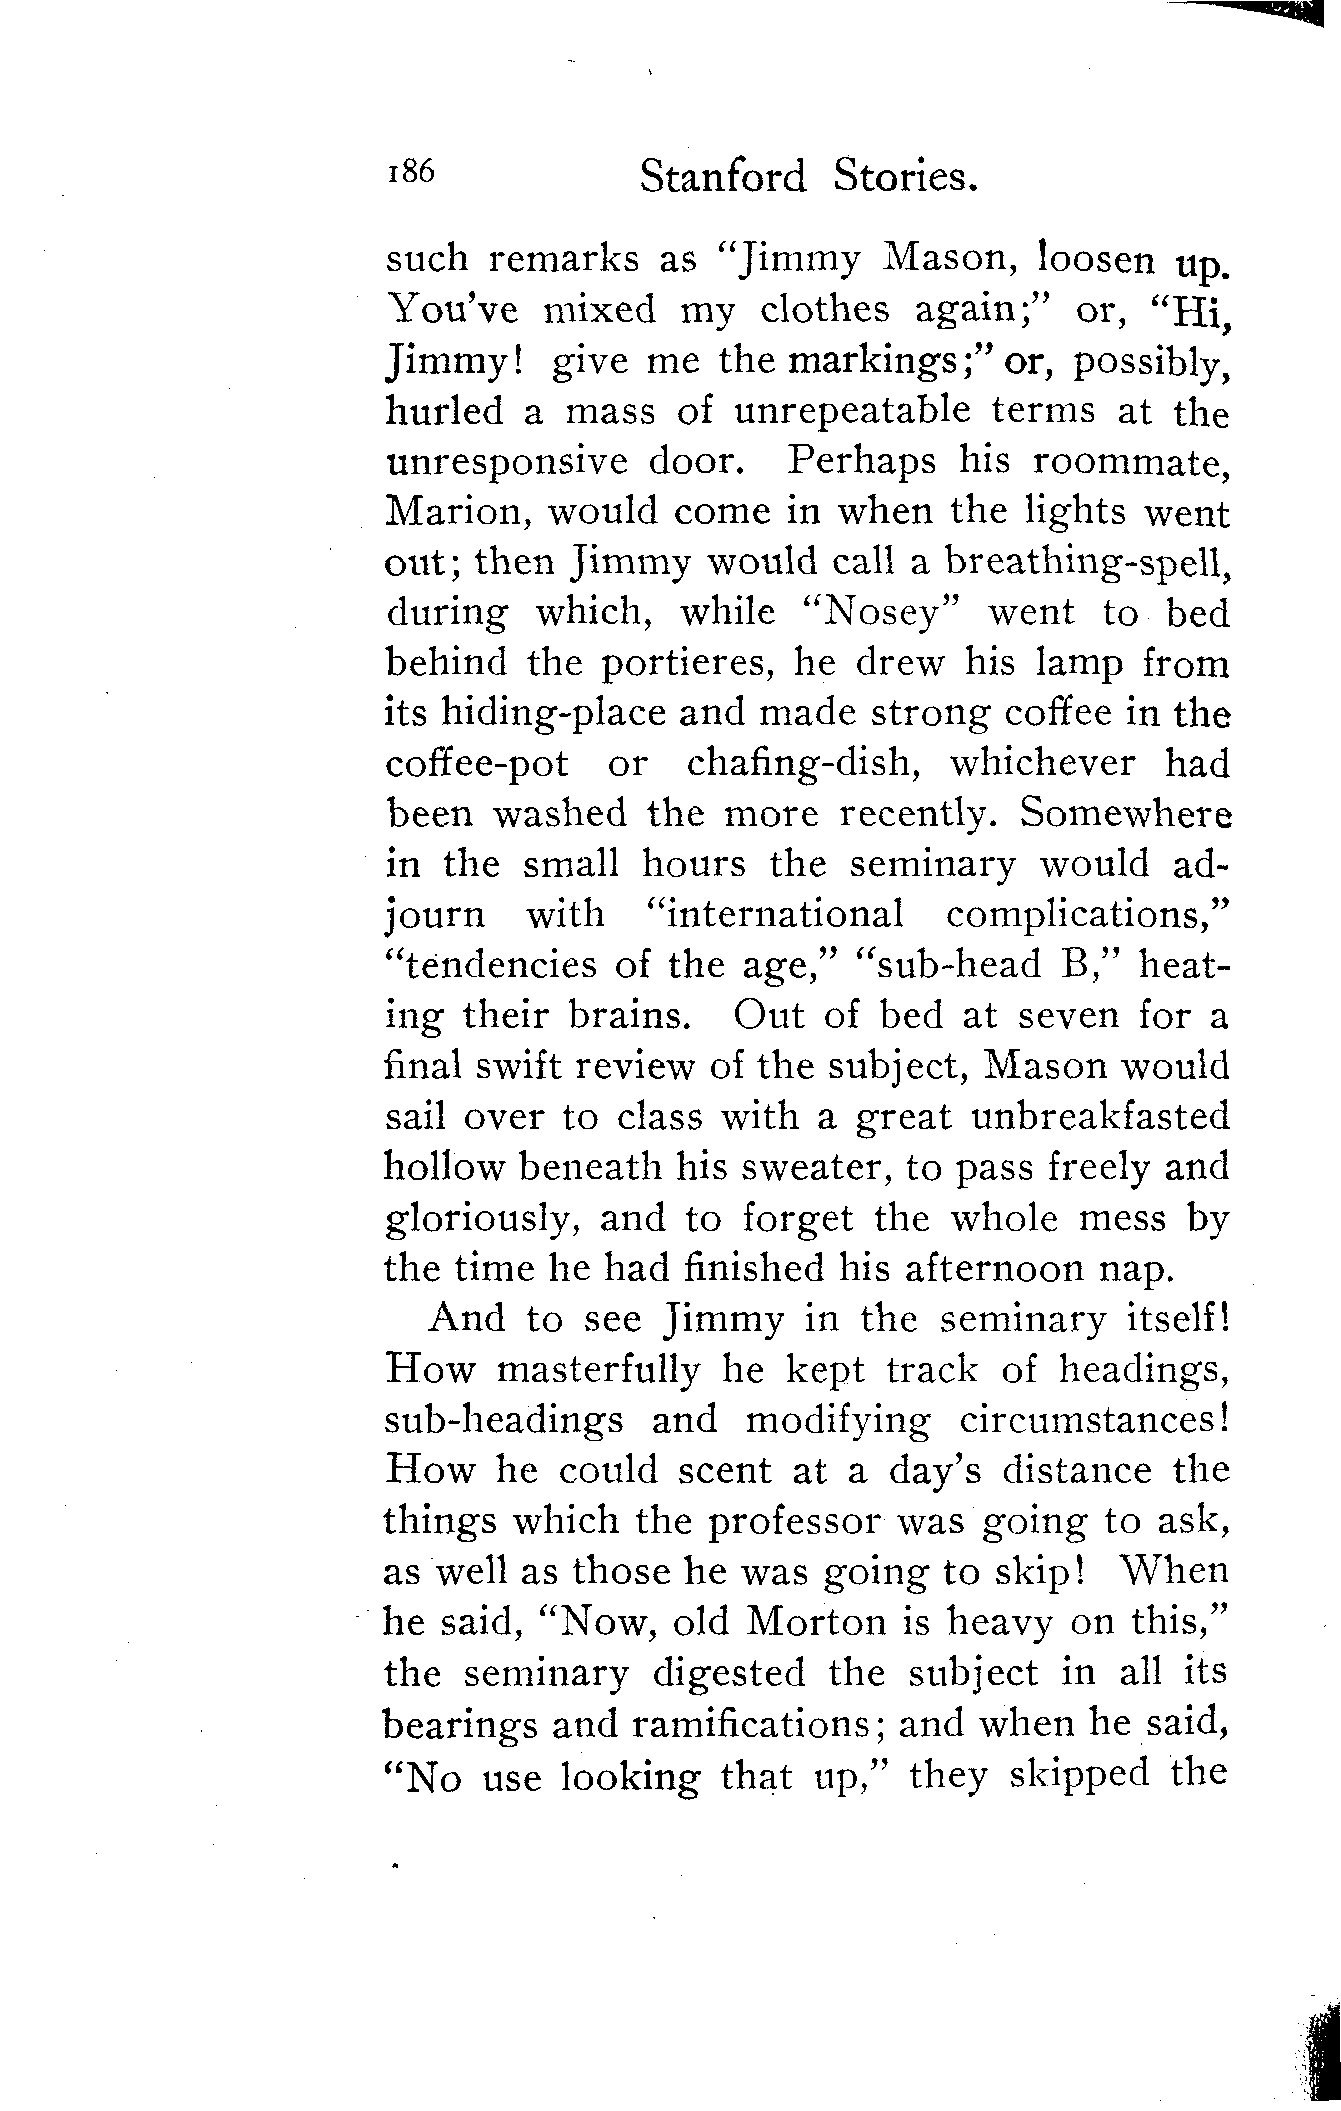 186 Stanford Stories.
such remarks as "Jimmy Mason, loosen up.
You've mixed my clothes again;" or, "Hi,
Jimmy! give me the markings;" or, possibly,
hurled a mass of unrepeatable terms at the
unresponsive door. Perhaps his roommate,
Marion, would come in when the lights went
out; then Jimmy would call a breathing-spell,
during which, while "Nosey" went to bed
behind the portieres, he drew his lamp from
its hiding-place and made strong coffee in the
coffee-pot or chafing-dish, whichever had
been washed the more recently. Somewhere
in the small hours the seminary would ad-
journ with "international complications,"
"tendencies of the age," "sub-head B," heat-
ing their brains. Out of bed at seven for a
final swift review of the subject, Mason would
sail over to class with a great unbreakfasted
hollow beneath his sweater, to pass freely and
gloriously, and to forget the whole mess by
the time he had finished his afternoon nap.
And to see Jimmy in the seminary itself!
How masterfully he kept track of headings,
sub-headings and modifying circumstances!
How he could scent at a day's distance the
things which the professor was going to ask,
as well as those he was going to skip! When
he said, "Now, old Morton is heavy on this,"
the seminary digested the subject in all its
bearings and ramifications; and when he said,
"No use looking that up," they skipped the